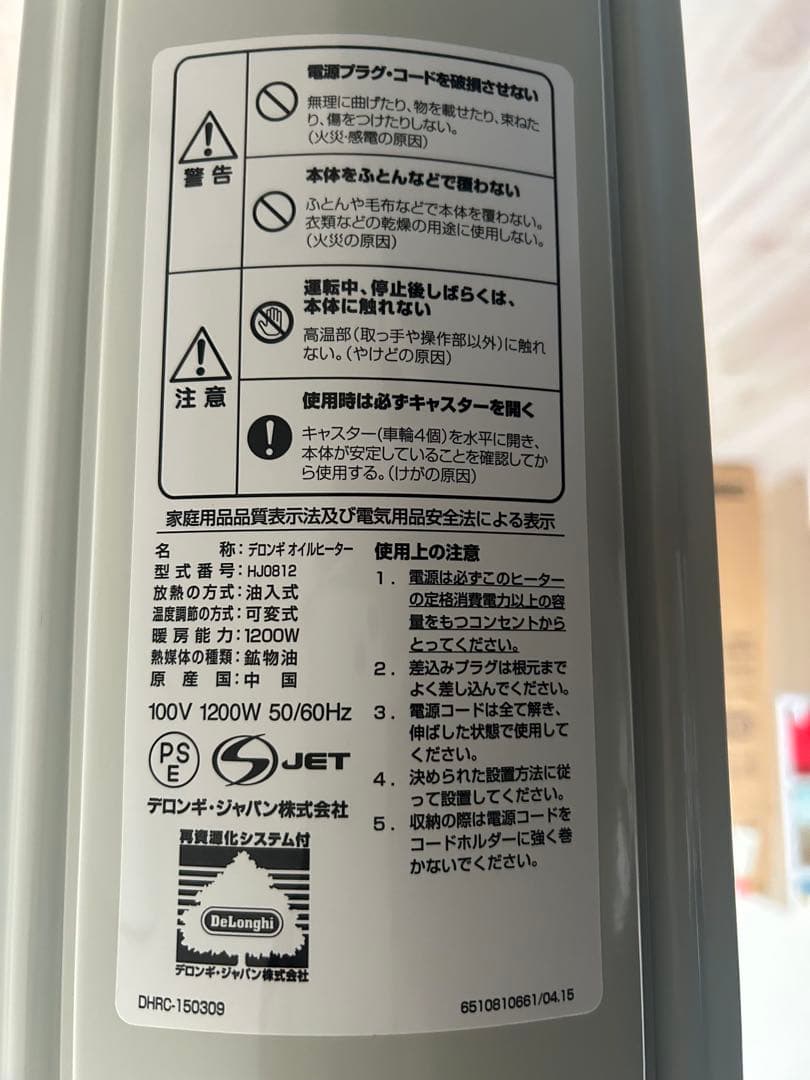 警告
電源プラグ・コードを破損させない
無理に曲げたり、物を載せたり、束ねた
り、傷をつけたりしない。
(火災・感電の原因)
本体をふとんなどで覆わない
ふとんや毛布などで本体を覆わない。
衣類などの乾燥の用途に使用しない。
(火災の原因)
注意
運転中、停止後しばらくは、
本体に触れない
高温部(取っ手や操作部以外)に触れ
ない。(やけどの原因)
使用時は必ずキャスターを開く
キャスター(車輪4個)を水平に開き、
本体が安定していることを確認してか
ら使用する。(けがの原因)
家庭用品品質表示法及び電気用品安全法による表示
名 称:デロンギ オイルヒーター
型式番号:HJ0812
放熱の方式:油入式
温度調節の方式:可変式
暖房能力:1200W
熱媒体の種類:鉱物油
原産国:中 国
100V 1200W 50/60Hz
PS
E
S JET
デロンギ・ジャパン株式会社
再資源化システム付
DeLonghi
デロンギ・ジャパン株式会社
DHRC-150309
使用上の注意
1. 電源は必ずこのヒーター
の定格消費電力以上の容
量をもつコンセントから
とってください。
2. 差込みプラグは根元まで
よく差し込んでください。
3. 電源コードは全て解き、
伸ばした状態で使用して
ください。
4. 決められた設置方法に従
って設置してください。
5. 収納の際は電源コードを
コードホルダーに強く巻
かないでください。
6510810661/04.15